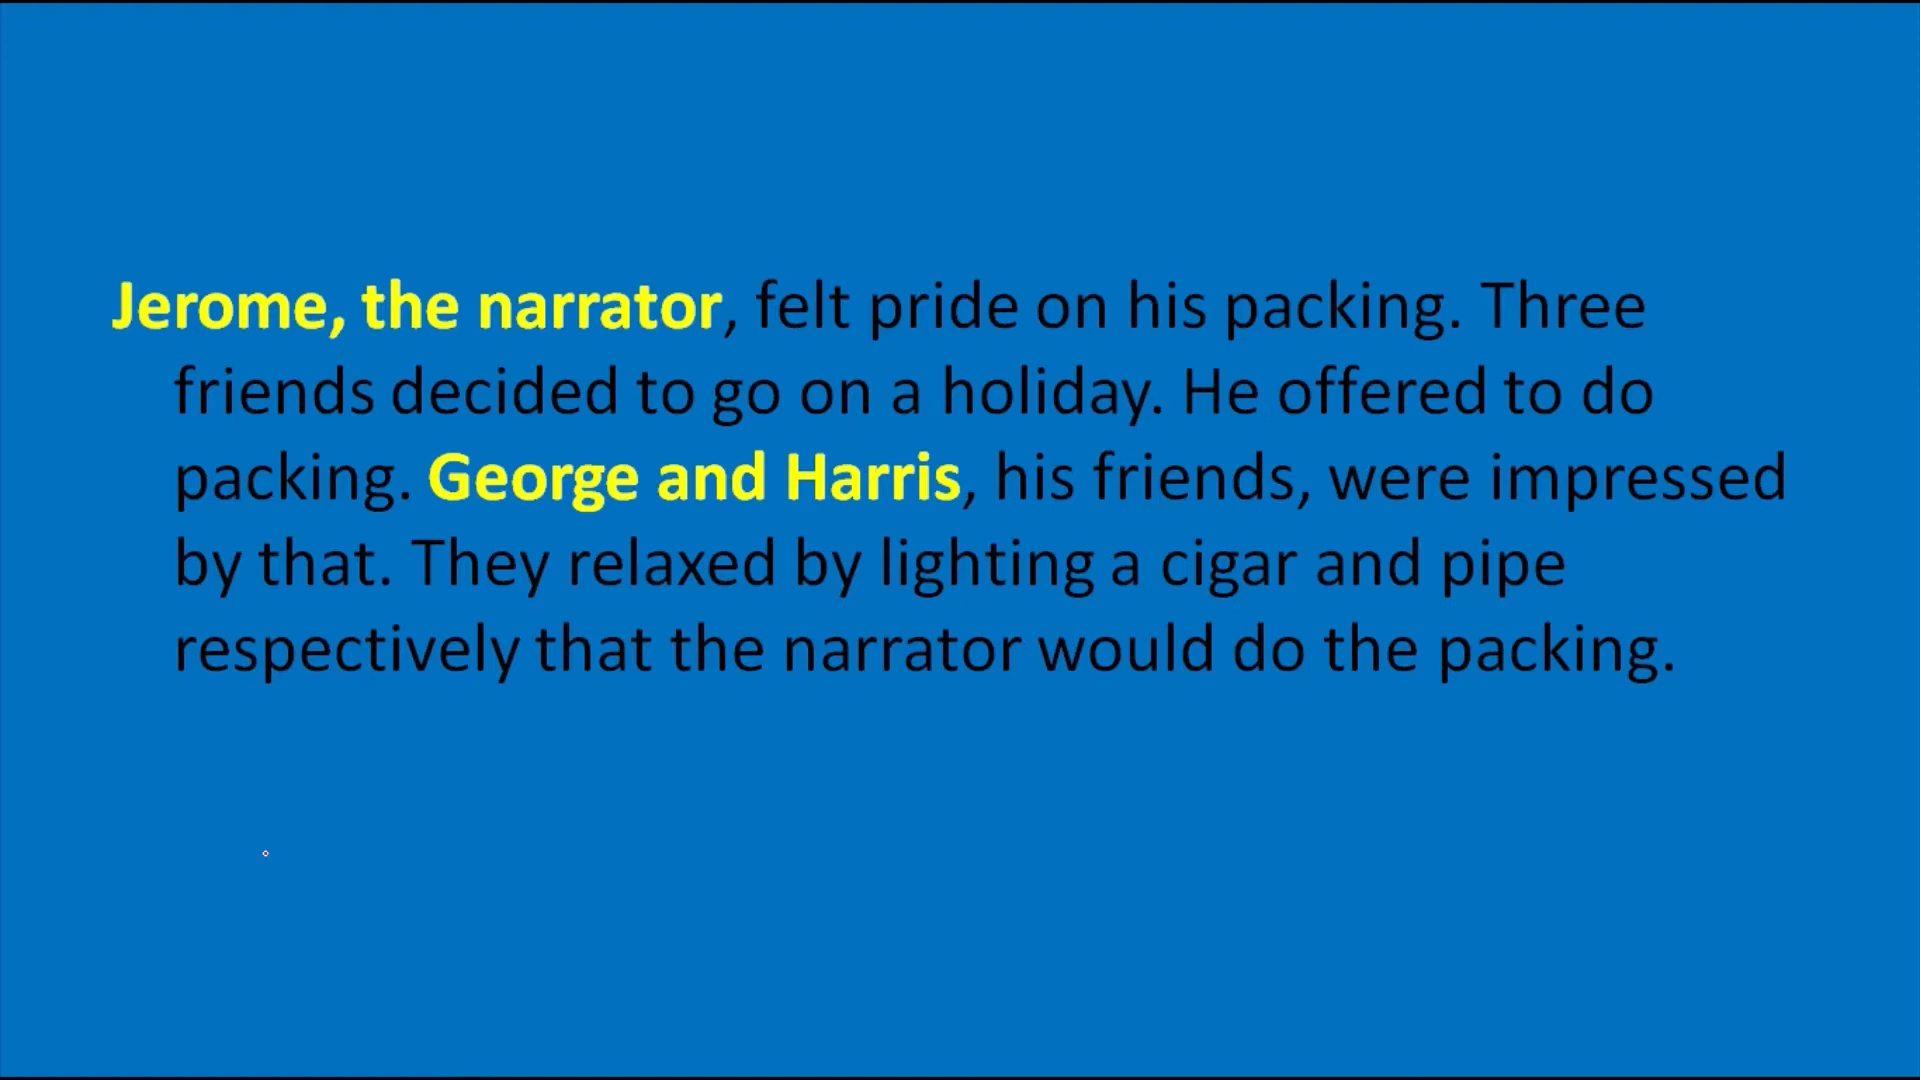 Jerome, the narrator, felt pride on his packing. Three
friends decided to go on a holiday. He offered to do
packing. George and Harris, his friends, were impressed
by that. They relaxed by lighting a cigar and pipe
respectively that the narrator would do the packing.